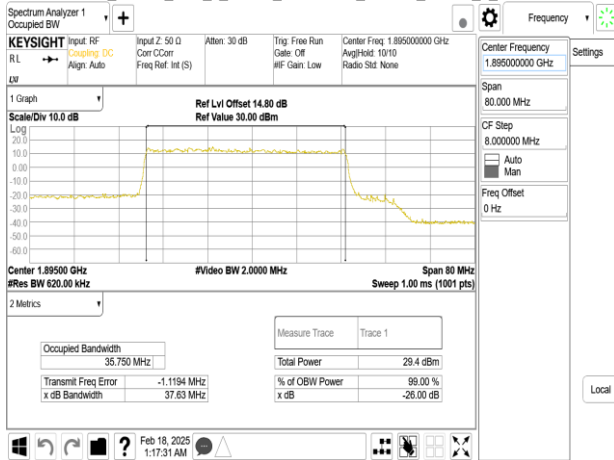 Spectrum Analyzer 1
Occupied BW
+
Frequency
KEYSIGHT
RL
LXI
Input: RF
Coupling: DC
Align: Auto
Input Z: 50 Ω
Corr CCorr
Freq Ref: Int (S)
Atten: 30 dB
Trig: Free Run
Gate: Off
#IF Gain: Low
Center Freq: 1.895000000 GHz
Avg|Hold: 10/10
Radio Std: None
Center Frequency
1.895000000 GHz
Settings
Span
80.000 MHz
CF Step
8.000000 MHz
Auto
Man
Freq Offset
0 Hz
Local
1 Graph
Scale/Div 10.0 dB
Ref Lvl Offset 14.80 dB
Ref Value 30.00 dBm
Log
20.0
10.0
0.00
-10.0
-20.0
-30.0
-40.0
-50.0
-60.0
Center 1.89500 GHz
#Res BW 620.00 kHz
#Video BW 2.0000 MHz
Span 80 MHz
Sweep 1.00 ms (1001 pts)
2 Metrics
Measure Trace Trace 1
Occupied Bandwidth
35.750 MHz
Total Power 29.4 dBm
Transmit Freq Error -1.1194 MHz
% of OBW Power 99.00 %
x dB Bandwidth 37.63 MHz
x dB -26.00 dB
?
Feb 18, 2025
1:17:31 AM